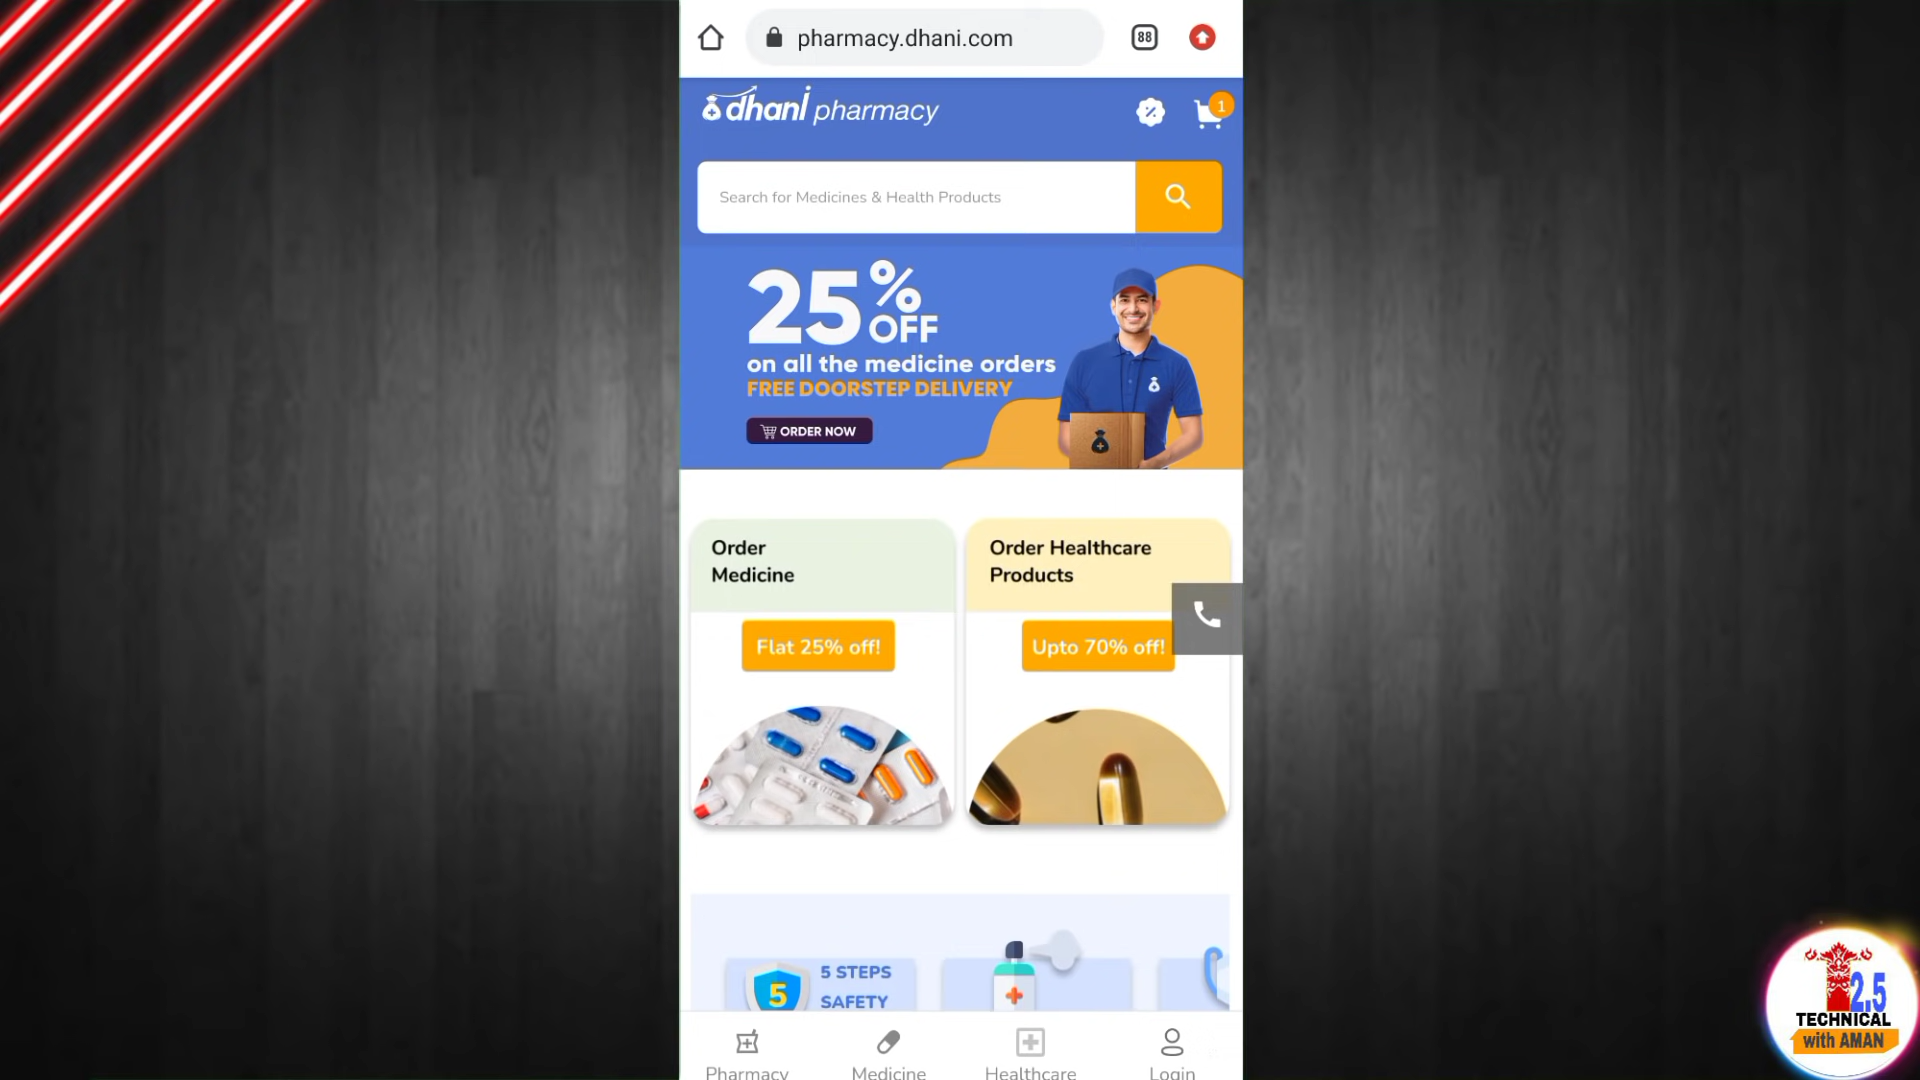 pharmacy.dhani.com
88
dhani pharmacy
1
Search for Medicines & Health Products
25% OFF
on all the medicine orders
FREE DOORSTEP DELIVERY
ORDER NOW
Order
Medicine
Flat 25% off!
Order Healthcare
Products
Upto 70% off!
5
5 STEPS
SAFETY
Pharmacy
Medicine
Healthcare
Login
2.5
TECHNICAL
with AMAN